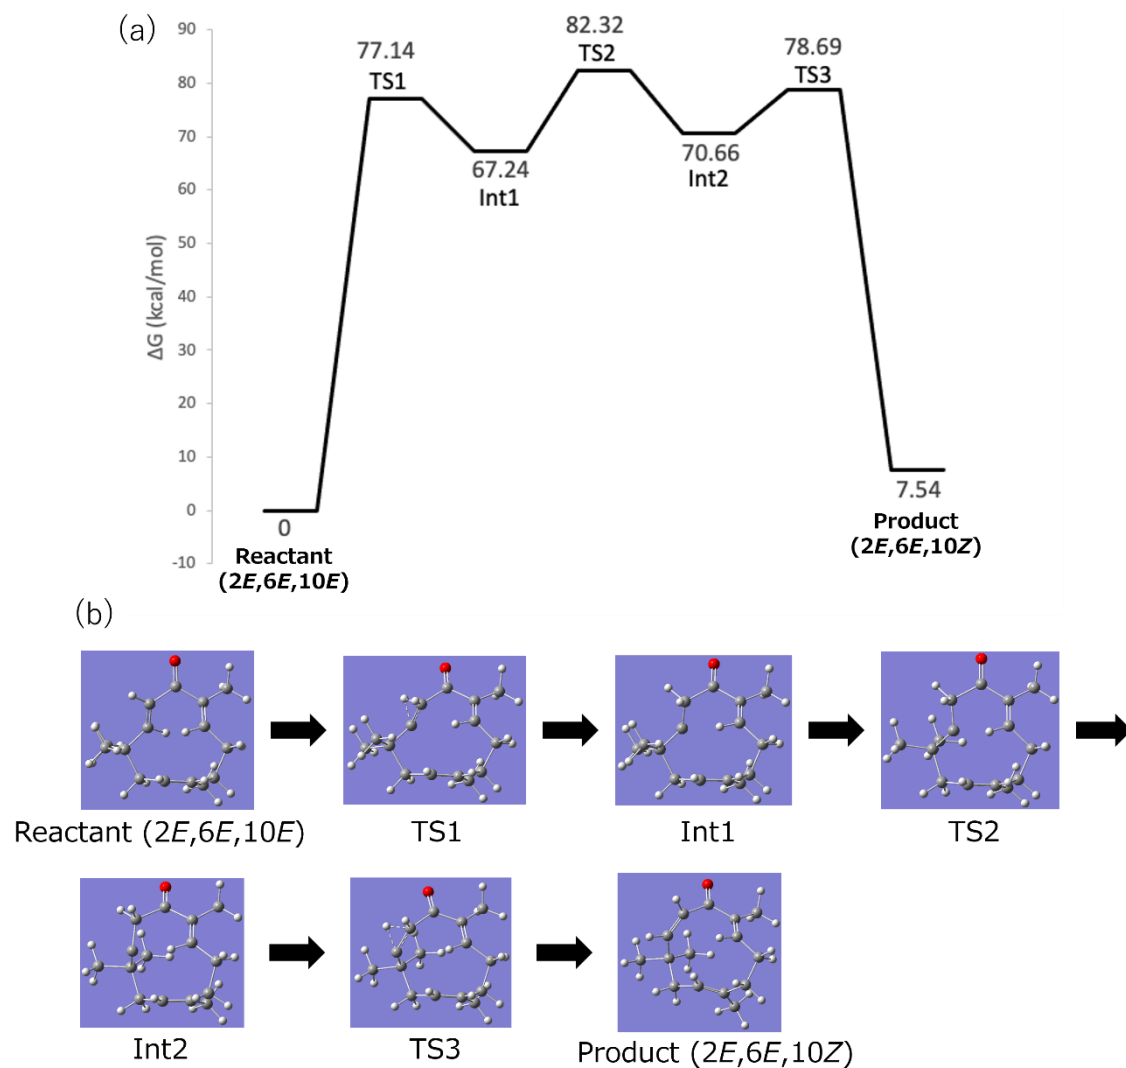 (a)
ΔG (kcal/mol)
90
80
70
60
50
40
30
20
10
0
-10
77.14
TS1
67.24
Int1
82.32
TS2
70.66
Int2
78.69
TS3
0
Reactant
(2E,6E,10E)
7.54
Product
(2E,6E,10Z)
(b)
Reactant (2E,6E,10E)
TS1
Int1
TS2
Int2
TS3
Product (2E,6E,10Z)